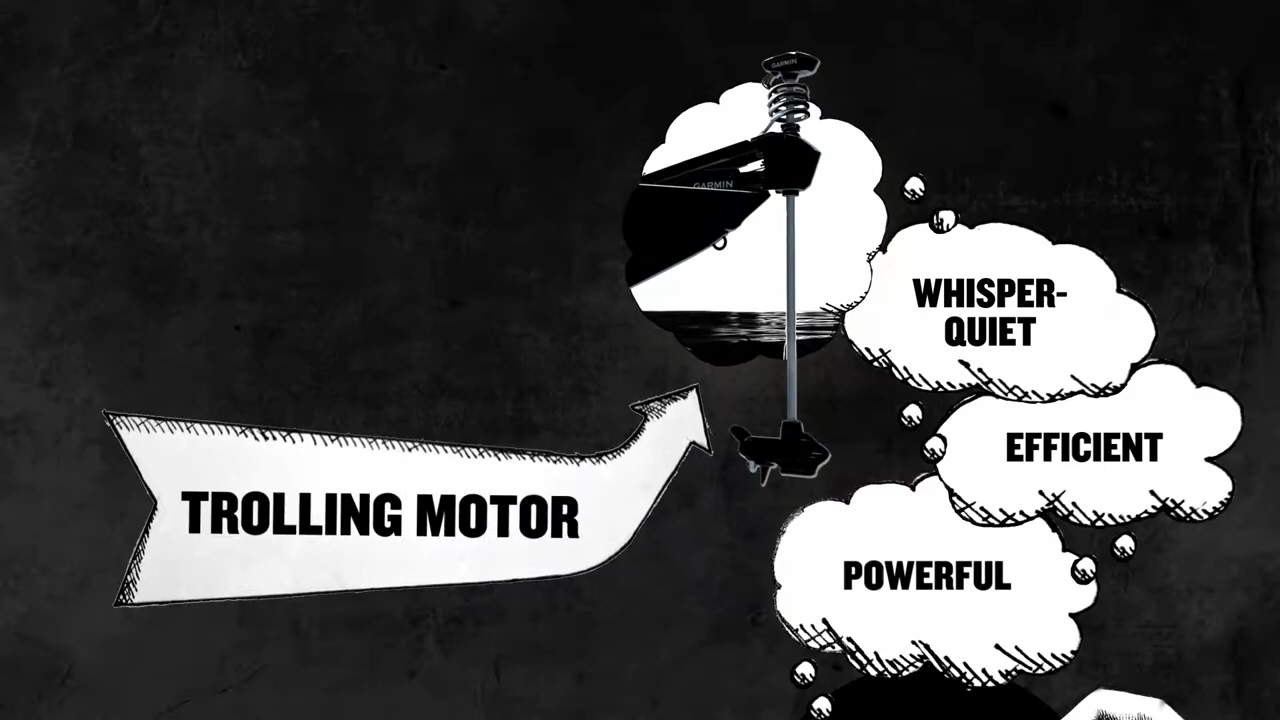 GARMIN
GARMIN
WHISPER-
QUIET
EFFICIENT
TROLLING MOTOR
POWERFUL